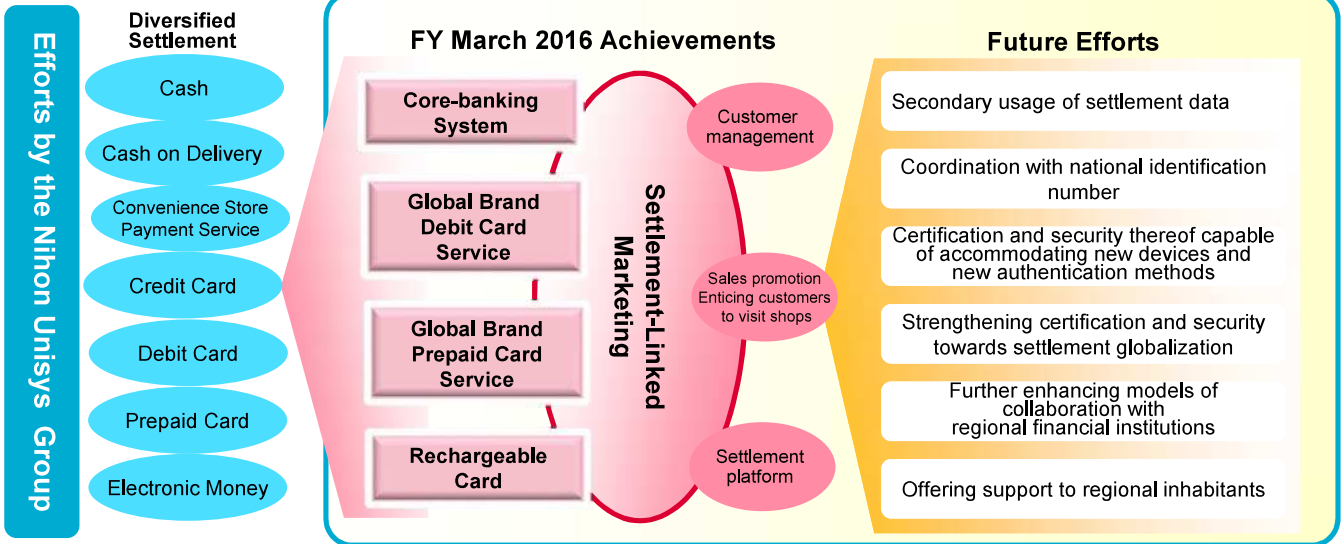 Efforts by the Nihon Unisys Group
Diversified
Settlement
Cash
Cash on Delivery
Convenience Store
Payment Service
Credit Card
Debit Card
Prepaid Card
Electronic Money
FY March 2016 Achievements
Core-banking
System
Global Brand
Debit Card
Service
Global Brand
Prepaid Card
Service
Rechargeable
Card
Settlement-Linked
Marketing
Customer
management
Sales promotion
Enticing customers
to visit shops
Settlement
platform
Future Efforts
Secondary usage of settlement data
Coordination with national identification
number
Certification and security thereof capable
of accommodating new devices and
new authentication methods
Strengthening certification and security
towards settlement globalization
Further enhancing models of
collaboration with
regional financial institutions
Offering support to regional inhabitants